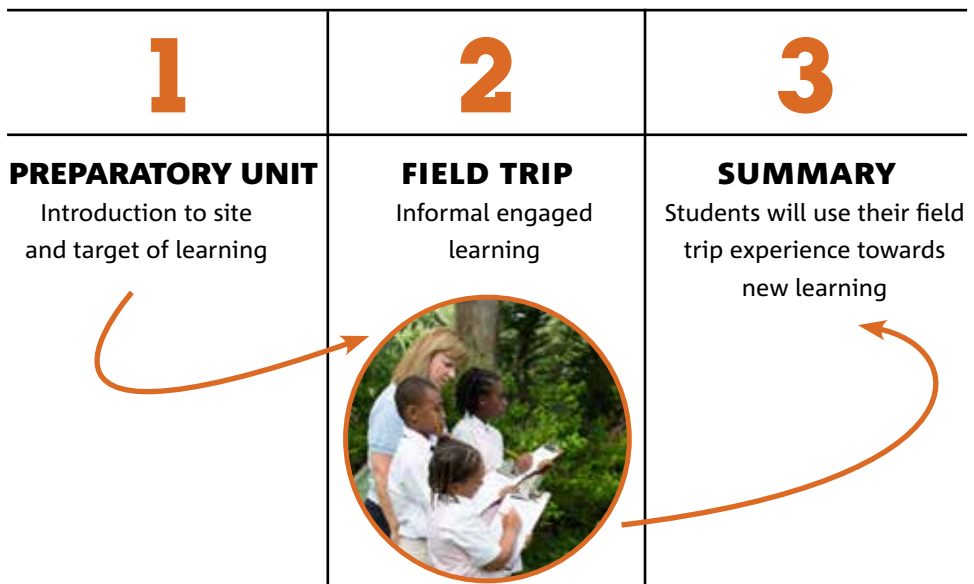 1
PREPARATORY UNIT
Introduction to site
and target of learning
2
FIELD TRIP
Informal engaged
learning
3
SUMMARY
Students will use their field
trip experience towards
new learning